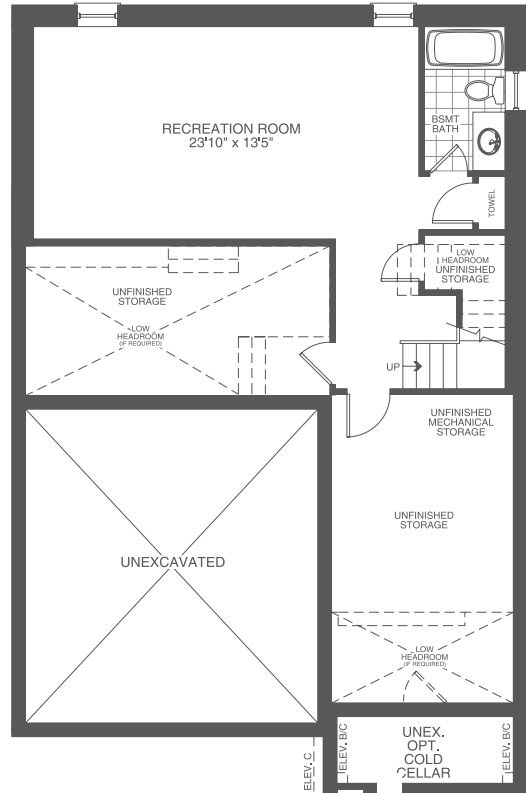 BSMT
BATH
RECREATION ROOM
23'10" x 13'5"
TOWEL
LOW
HEADROOM
UNFINISHED
STORAGE
UNFINISHED
STORAGE
LOW
HEADROOM
(IF REQUIRED)
UP
UNFINISHED
MECHANICAL
STORAGE
UNFINISHED
STORAGE
UNEXCAVATED
LOW
HEADROOM
(IF REQUIRED)
ELEV. C
ELEV. B/C
UNEX.
OPT.
COLD
CELLAR
ELEV. B/C